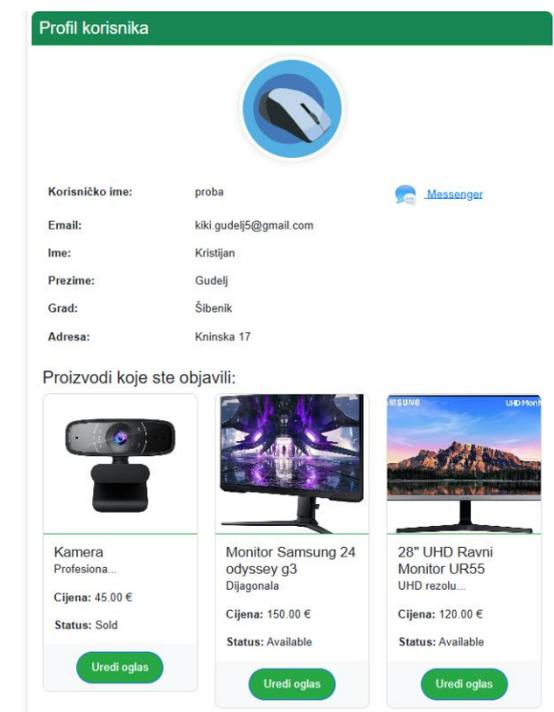 Profil korisnika
Korisničko ime: proba Messenger
Email: kiki.gudelj5@gmail.com
Ime: Kristijan
Prezime: Gudelj
Grad: Šibenik
Adresa: Kninska 17
Proizvodi koje ste objavili:
Kamera
Profesiona...
Cijena: 45.00 €
Status: Sold
Uredi oglas
Monitor Samsung 24
odyssey g3
Dijagonala
Cijena: 150.00 €
Status: Available
Uredi oglas
MSUNG UHD Moni
28" UHD Ravni
Monitor UR55
UHD rezolu...
Cijena: 120.00 €
Status: Available
Uredi oglas